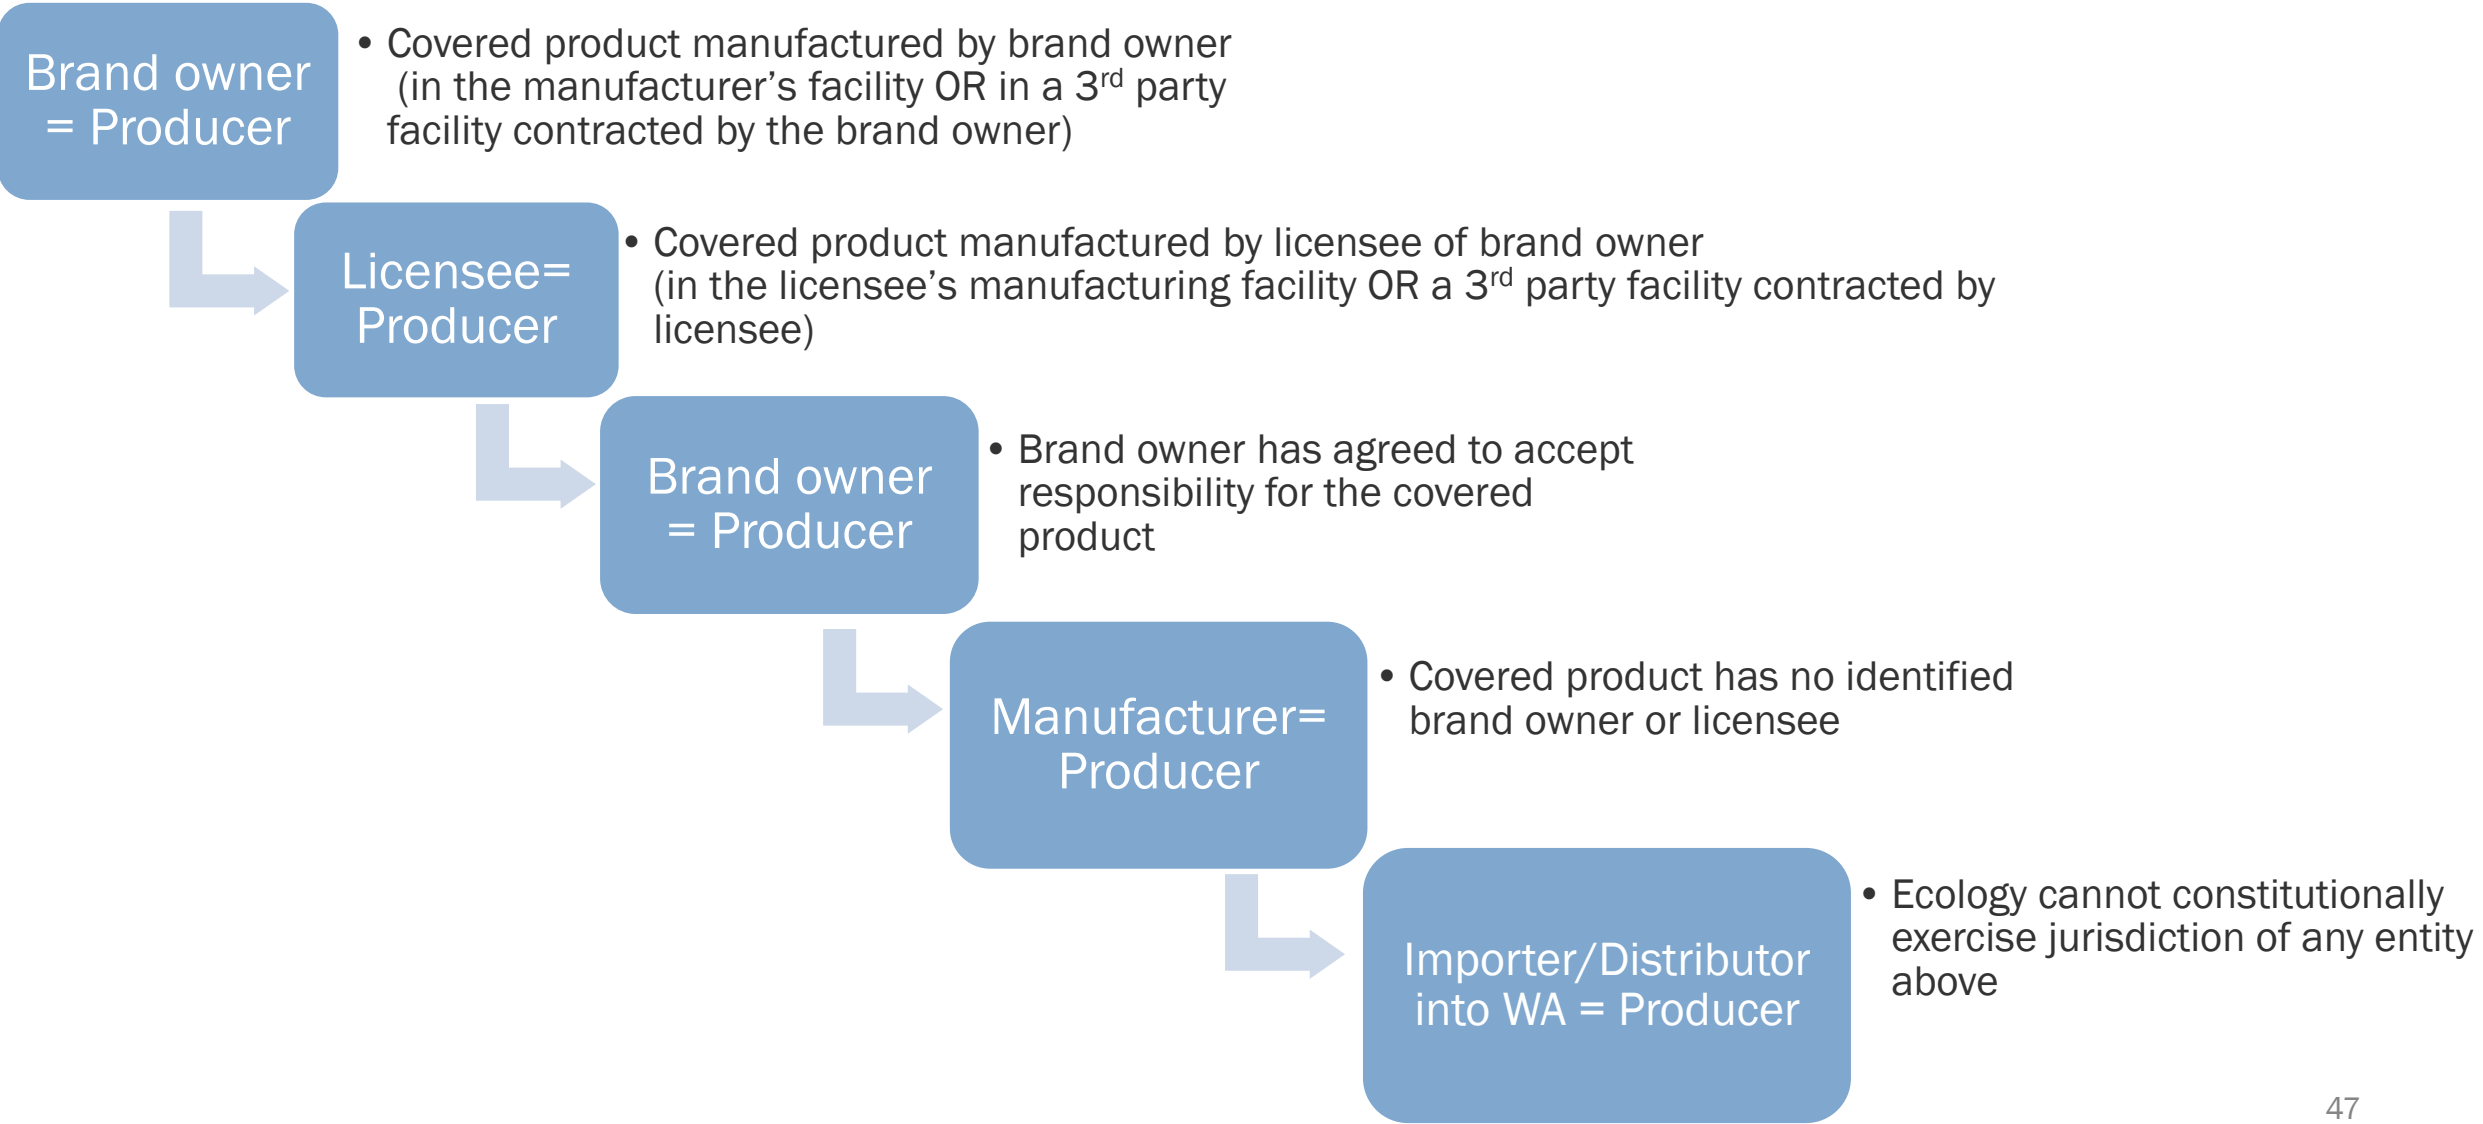 Brand owner
= Producer
• Covered product manufactured by brand owner
(in the manufacturer’s facility OR in a 3rd party
facility contracted by the brand owner)
Licensee=
Producer
• Covered product manufactured by licensee of brand owner
(in the licensee’s manufacturing facility OR a 3rd party facility contracted by
licensee)
Brand owner
= Producer
• Brand owner has agreed to accept
responsibility for the covered
product
Manufacturer=
Producer
• Covered product has no identified
brand owner or licensee
Importer/Distributor
into WA = Producer
• Ecology cannot constitutionally
exercise jurisdiction of any entity
above
47